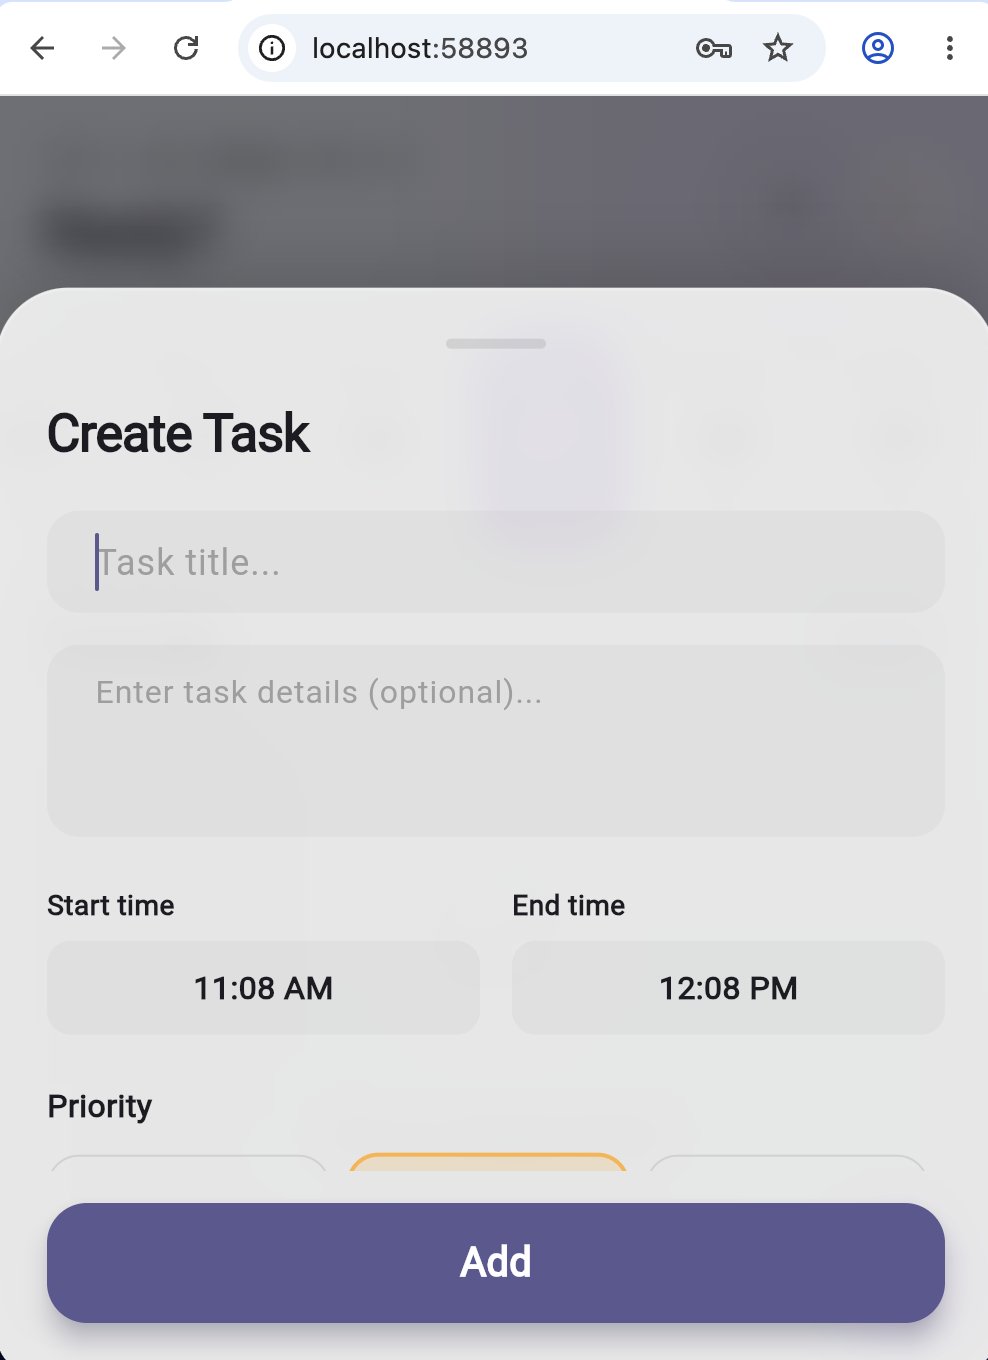 localhost:58893
Create Task
Task title...
Enter task details (optional)...
Start time
End time
11:08 AM
12:08 PM
Priority
Add